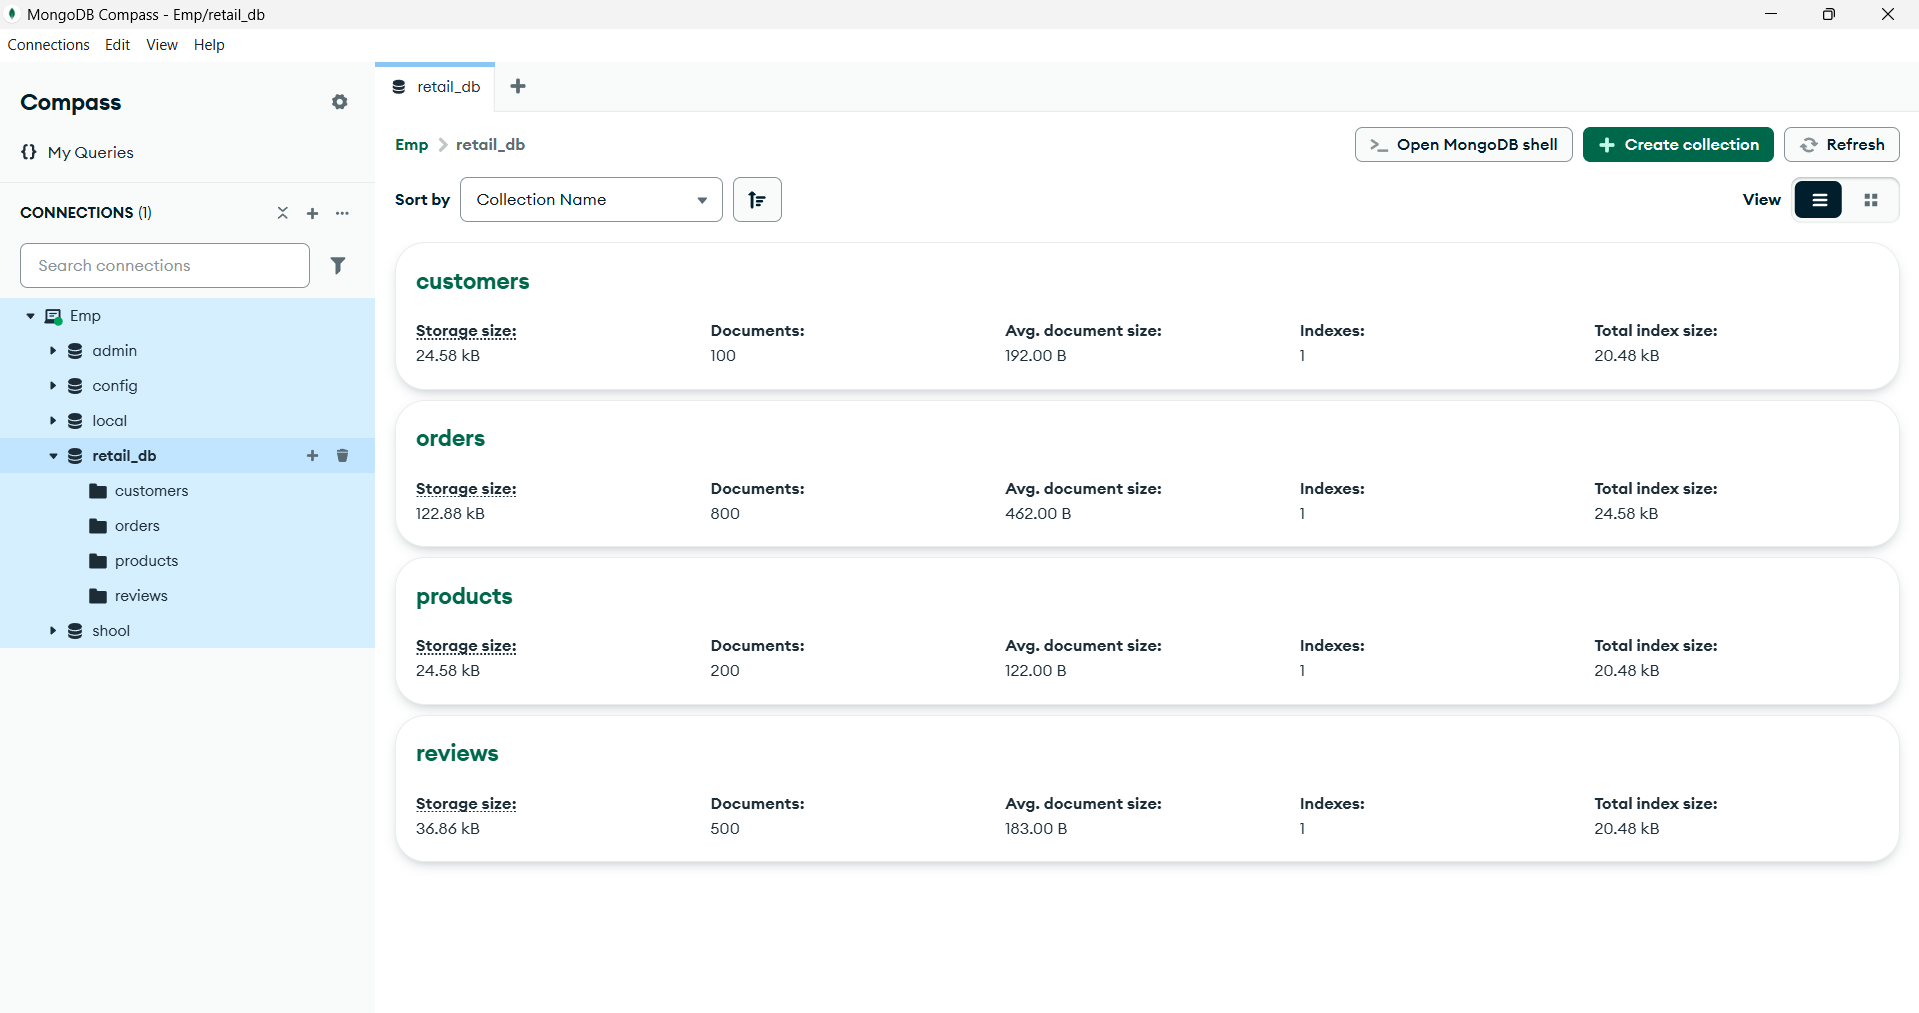 MongoDB Compass - Emp/retail_db
Connections Edit View Help
Compass
{} My Queries
CONNECTIONS (1)
Search connections
Emp
admin
config
local
retail_db
customers
orders
products
reviews
shool
retail_db
Emp > retail_db
>_ Open MongoDB shell
+ Create collection
Refresh
Sort by Collection Name
View
customers
Storage size: Documents: Avg. document size: Indexes: Total index size:
24.58 kB 100 192.00 B 1 20.48 kB
orders
Storage size: Documents: Avg. document size: Indexes: Total index size:
122.88 kB 800 462.00 B 1 24.58 kB
products
Storage size: Documents: Avg. document size: Indexes: Total index size:
24.58 kB 200 122.00 B 1 20.48 kB
reviews
Storage size: Documents: Avg. document size: Indexes: Total index size:
36.86 kB 500 183.00 B 1 20.48 kB